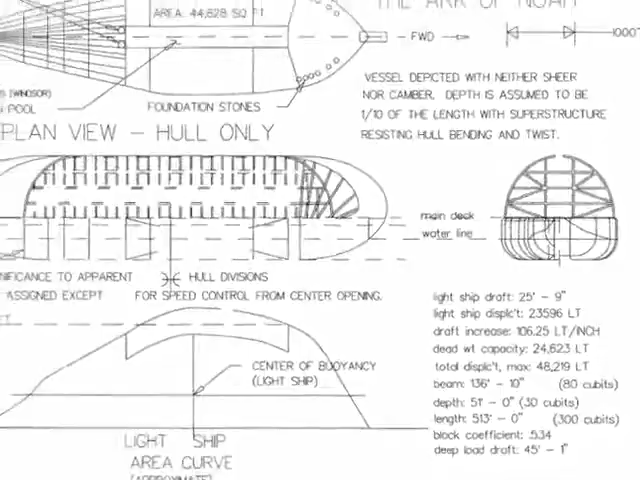 THE ARK OF NOAH
AREA: 44,828 SQ FT
FWD
1000"
(WINDSOR)
POOL
FOUNDATION STONES
VESSEL DEPICTED WITH NEITHER SHEER
NOR CAMBER. DEPTH IS ASSUMED TO BE
1/10 OF THE LENGTH WITH SUPERSTRUCTURE
RESISTING HULL BENDING AND TWIST.
PLAN VIEW – HULL ONLY
main deck
water line
NIFICANCE TO APPARENT
HULL DIVISIONS
ASSIGNED EXCEPT
FOR SPEED CONTROL FROM CENTER OPENING.
light ship draft: 25' – 9"
light ship displc't: 23596 LT
draft increase: 106.25 LT/INCH
dead wt capacity: 24,623 LT
total displc't, max: 48,219 LT
beam: 136' – 10" (80 cubits)
depth: 51' – 0" (30 cubits)
length: 513' – 0" (300 cubits)
block coefficient: .534
deep load draft: 45' – 1"
CENTER OF BUOYANCY
(LIGHT SHIP)
LIGHT SHIP
AREA CURVE
[APPROXIMATE]